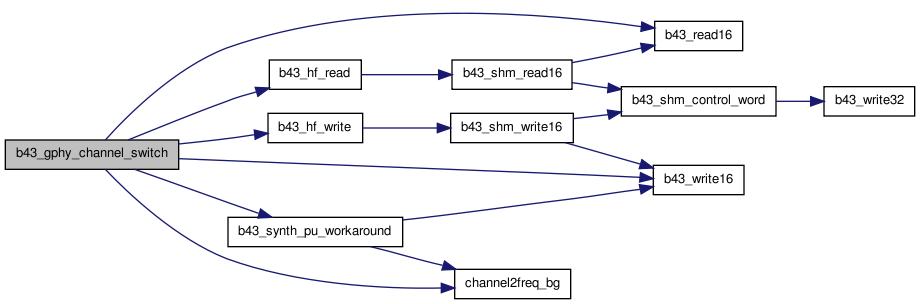 b43_gphy_channel_switch
b43_hf_read
b43_hf_write
b43_synth_pu_workaround
b43_shm_read16
b43_shm_write16
channel2freq_bg
b43_read16
b43_shm_control_word
b43_write16
b43_write32